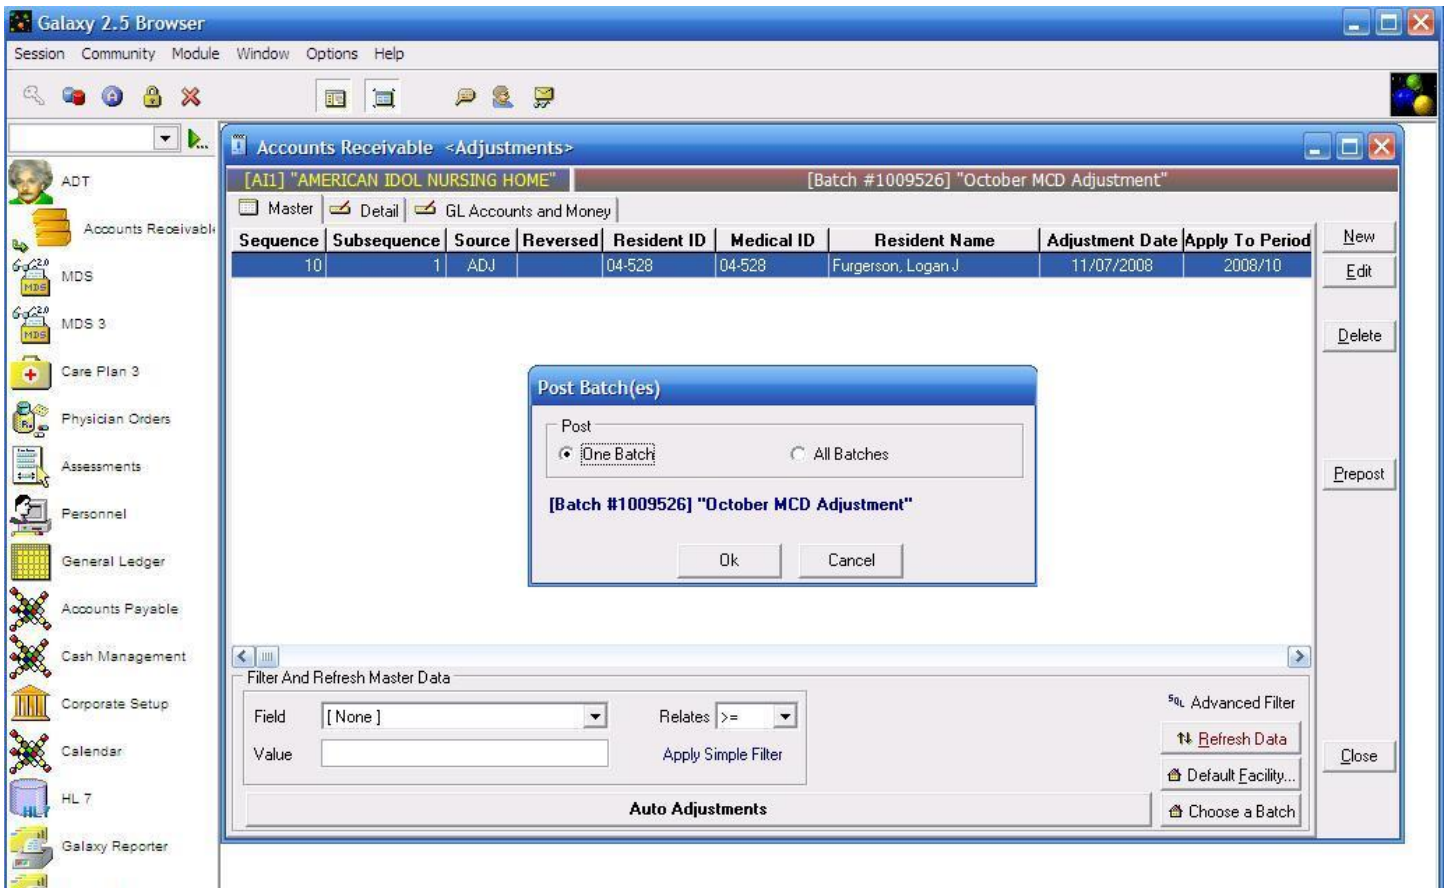 Galaxy 2.5 Browser
Session Community Module Window Options Help
Accounts Receivable <Adjustments>
[AI1] "AMERICAN IDOL NURSING HOME" [Batch #1009526] "October MCD Adjustment"
Master Detail GL Accounts and Money
Sequence Subsequence Source Reversed Resident ID Medical ID Resident Name Adjustment Date Apply To Period
10 1 ADJ 04-528 04-528 Furgerson, Logan J 11/07/2008 2008/10
New
Edit
Delete
Prepost
Close
ADT
Accounts Receivabl
MDS
MDS 3
Care Plan 3
Physician Orders
Assessments
Personnel
General Ledger
Accounts Payable
Cash Management
Corporate Setup
Calendar
HL 7
Galaxy Reporter
Post Batch(es)
Post
One Batch All Batches
[Batch #1009526] "October MCD Adjustment"
Ok Cancel
Filter And Refresh Master Data
Field [ None ] Relates >=
Value Apply Simple Filter
SQL Advanced Filter
Refresh Data
Default Facility...
Choose a Batch
Auto Adjustments